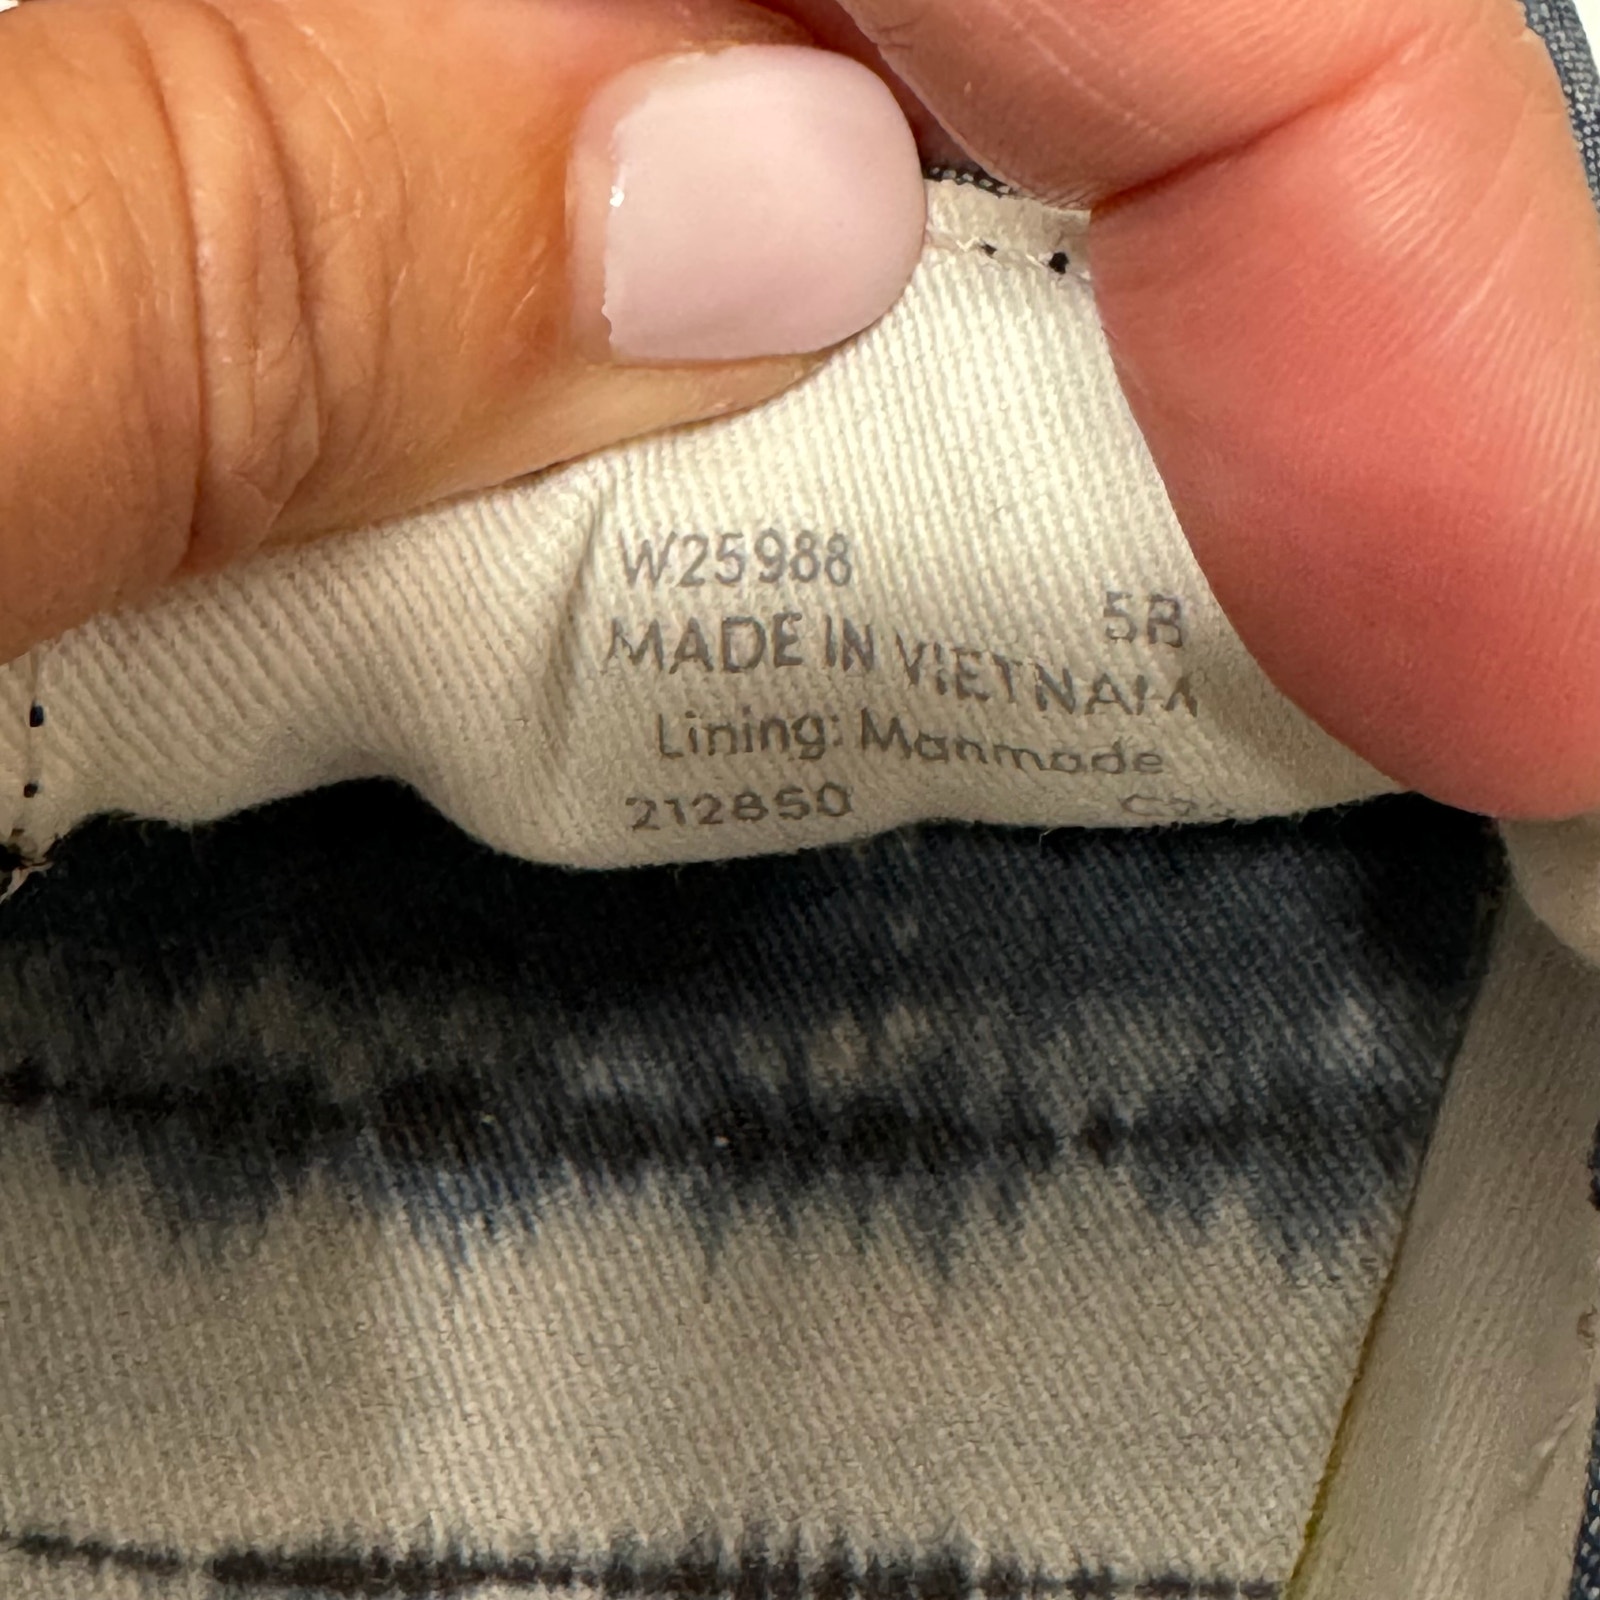 W25988
5B
MADE IN VIETNAM
Lining: Manmade
212850